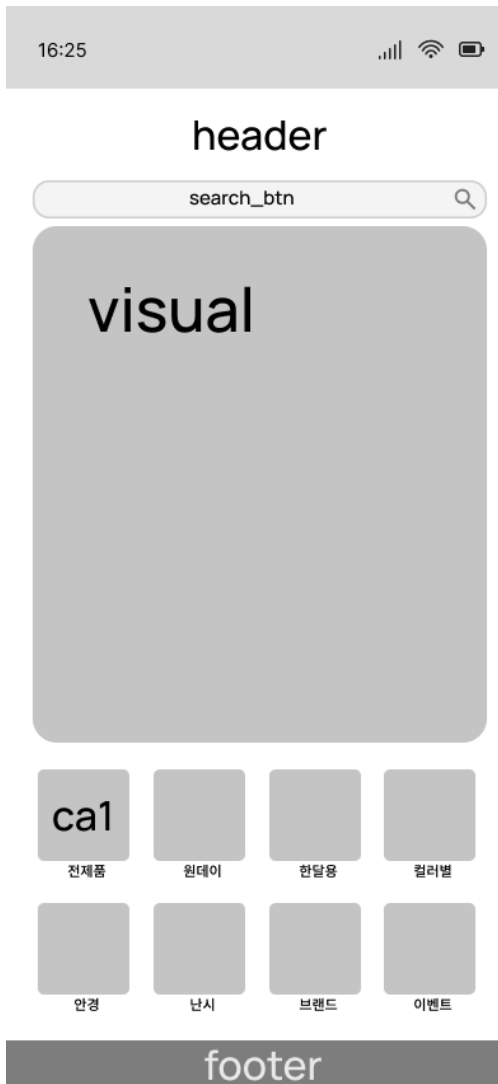 16:25
header
search_btn
visual
ca1
전제품 원데이 한달용 컬러별
안경 난시 브랜드 이벤트
footer